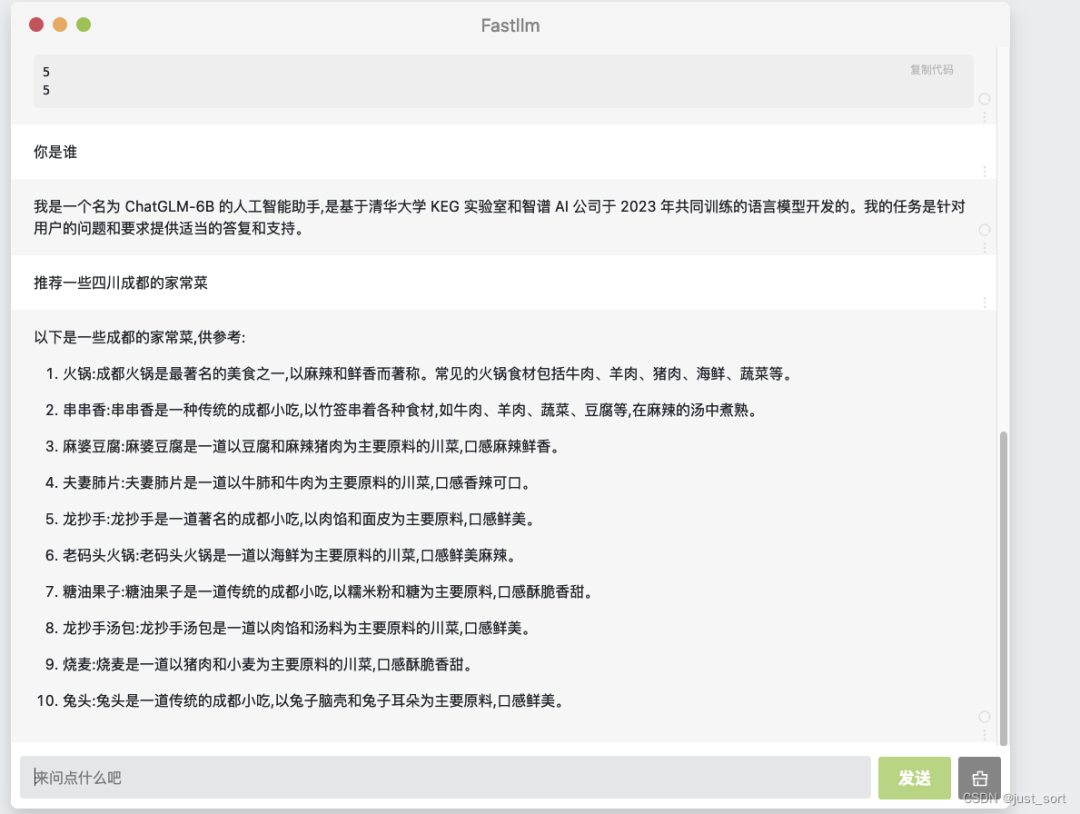 Fastllm
复制代码
5
5
你是谁
我是一个名为 ChatGLM-6B 的人工智能助手,是基于清华大学 KEG 实验室和智谱 AI 公司于 2023 年共同训练的语言模型开发的。我的任务是针对
用户的问题和要求提供适当的答复和支持。
推荐一些四川成都的家常菜
以下是一些成都的家常菜,供参考:
1. 火锅:成都火锅是最著名的美食之一,以麻辣和鲜香而著称。常见的火锅食材包括牛肉、羊肉、猪肉、海鲜、蔬菜等。
2. 串串香:串串香是一种传统的成都小吃,以竹签串着各种食材,如牛肉、羊肉、蔬菜、豆腐等,在麻辣的汤中煮熟。
3. 麻婆豆腐:麻婆豆腐是一道以豆腐和麻辣猪肉为主要原料的川菜,口感麻辣鲜香。
4. 夫妻肺片:夫妻肺片是一道以牛肺和牛肉为主要原料的川菜,口感香辣可口。
5. 龙抄手:龙抄手是一道著名的成都小吃,以肉馅和面皮为主要原料,口感鲜美。
6. 老码头火锅:老码头火锅是一道以海鲜为主要原料的川菜,口感鲜美麻辣。
7. 糖油果子:糖油果子是一道传统的成都小吃,以糯米粉和糖为主要原料,口感酥脆香甜。
8. 龙抄手汤包:龙抄手汤包是一道以肉馅和汤料为主要原料的川菜,口感鲜美。
9. 烧麦:烧麦是一道以猪肉和小麦为主要原料的川菜,口感酥脆香甜。
10. 兔头:兔头是一道传统的成都小吃,以兔子脑壳和兔子耳朵为主要原料,口感鲜美。
来问点什么吧
发送
CSDN @just_sort